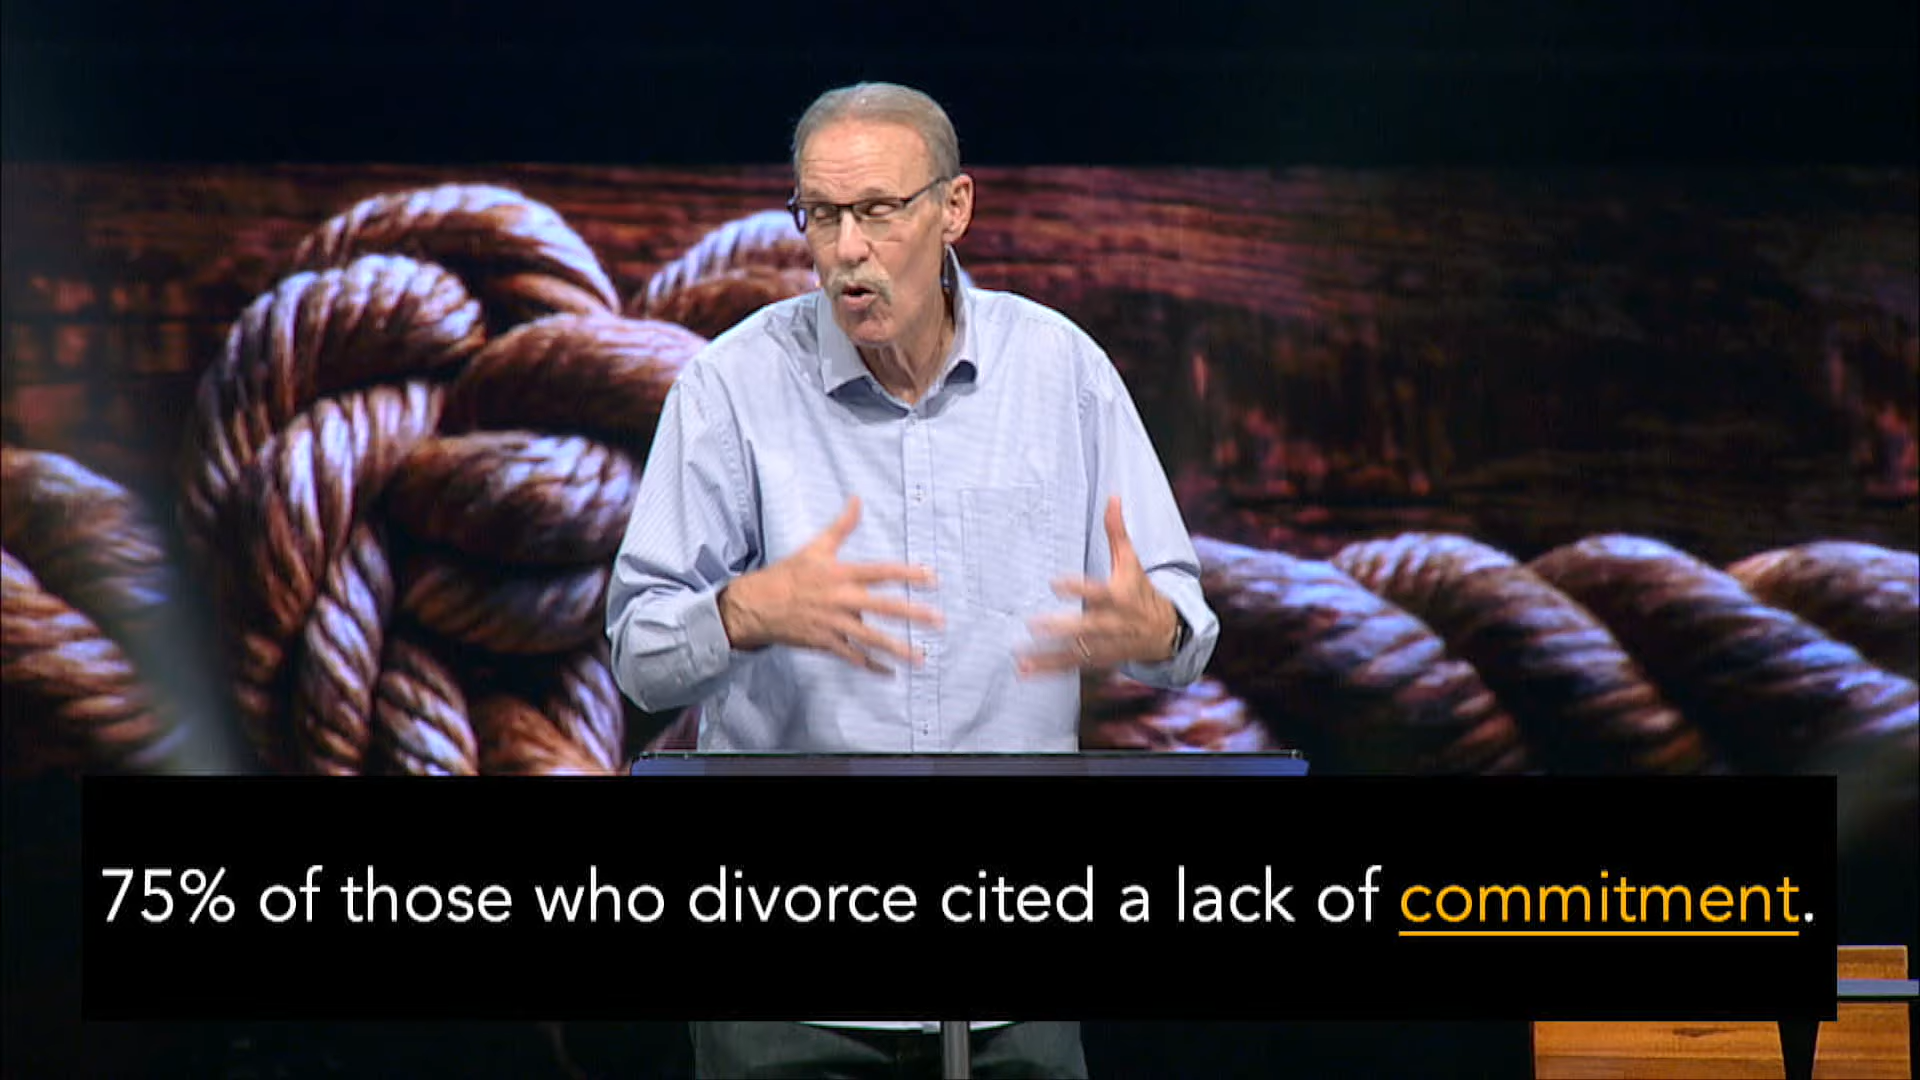 75% of those who divorce cited a lack of commitment.